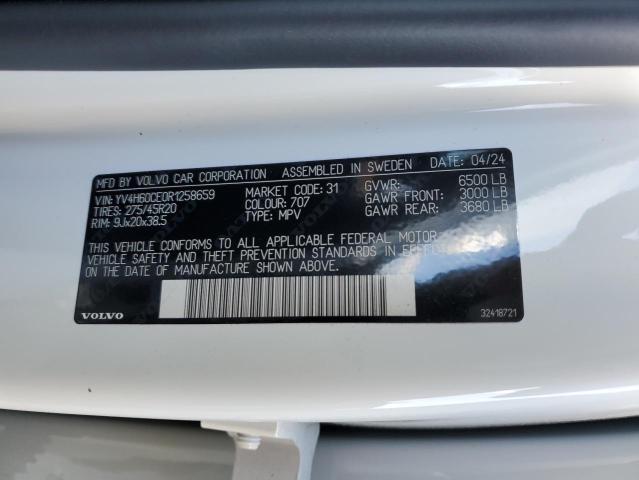 MFD BY VOLVO CAR CORPORATION ASSEMBLED IN SWEDEN DATE: 04/24
VIN: YV4H60CE0R1258659 MARKET CODE: 31 GVWR: 6500 LB
TIRES: 275/45R20 COLOUR: 707 GAWR FRONT: 3000 LB
RIM: 9Jx20x38.5 TYPE: MPV GAWR REAR: 3680 LB
THIS VEHICLE CONFORMS TO ALL APPLICABLE FEDERAL MOTOR
VEHICLE SAFETY AND THEFT PREVENTION STANDARDS IN EFFECT
ON THE DATE OF MANUFACTURE SHOWN ABOVE.
VOLVO 32418721